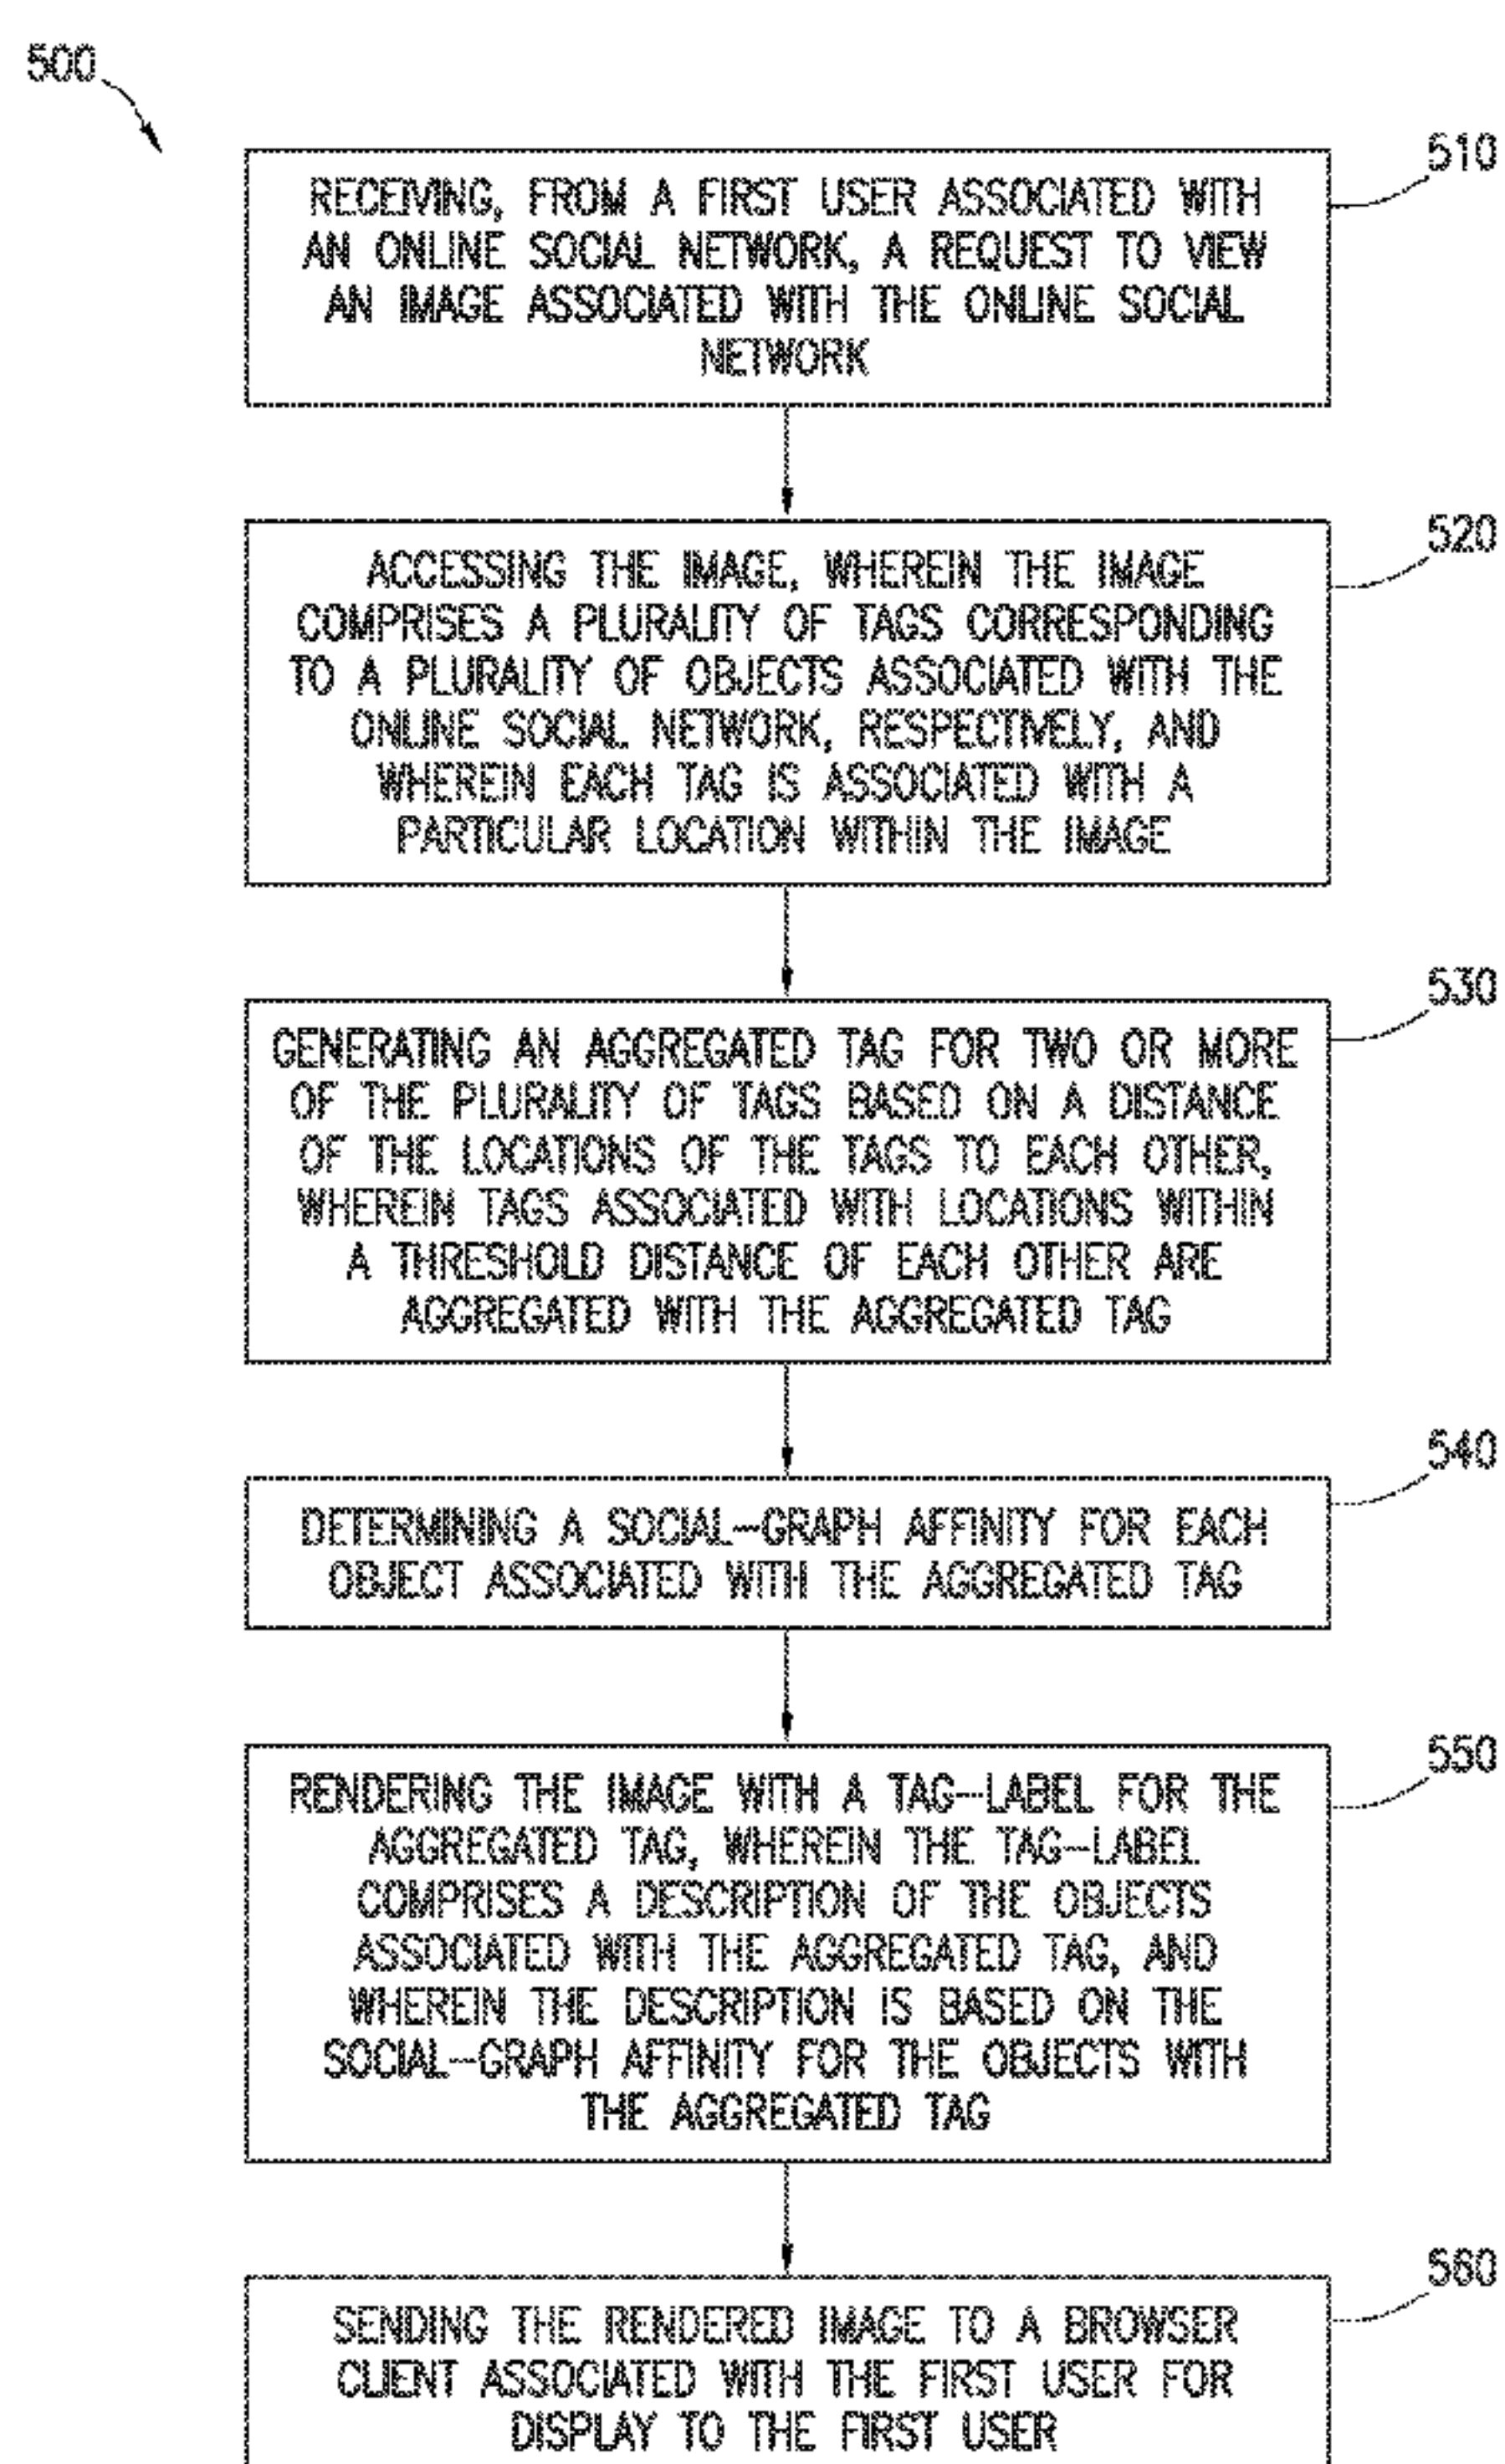 500
510
RECEIVING, FROM A FIRST USER ASSOCIATED WITH
AN ONLINE SOCIAL NETWORK, A REQUEST TO VIEW
AN IMAGE ASSOCIATED WITH THE ONLINE SOCIAL
NETWORK
520
ACCESSING THE IMAGE, WHEREIN THE IMAGE
COMPRISES A PLURALITY OF TAGS CORRESPONDING
TO A PLURALITY OF OBJECTS ASSOCIATED WITH THE
ONLINE SOCIAL NETWORK, RESPECTIVELY, AND
WHEREIN EACH TAG IS ASSOCIATED WITH A
PARTICULAR LOCATION WITHIN THE IMAGE
530
GENERATING AN AGGREGATED TAG FOR TWO OR MORE
OF THE PLURALITY OF TAGS BASED ON A DISTANCE
OF THE LOCATIONS OF THE TAGS TO EACH OTHER,
WHEREIN TAGS ASSOCIATED WITH LOCATIONS WITHIN
A THRESHOLD DISTANCE OF EACH OTHER ARE
AGGREGATED WITH THE AGGREGATED TAG
540
DETERMINING A SOCIAL-GRAPH AFFINITY FOR EACH
OBJECT ASSOCIATED WITH THE AGGREGATED TAG
550
RENDERING THE IMAGE WITH A TAG-LABEL FOR THE
AGGREGATED TAG, WHEREIN THE TAG-LABEL
COMPRISES A DESCRIPTION OF THE OBJECTS
ASSOCIATED WITH THE AGGREGATED TAG, AND
WHEREIN THE DESCRIPTION IS BASED ON THE
SOCIAL-GRAPH AFFINITY FOR THE OBJECTS WITH
THE AGGREGATED TAG
560
SENDING THE RENDERED IMAGE TO A BROWSER
CLIENT ASSOCIATED WITH THE FIRST USER FOR
DISPLAY TO THE FIRST USER